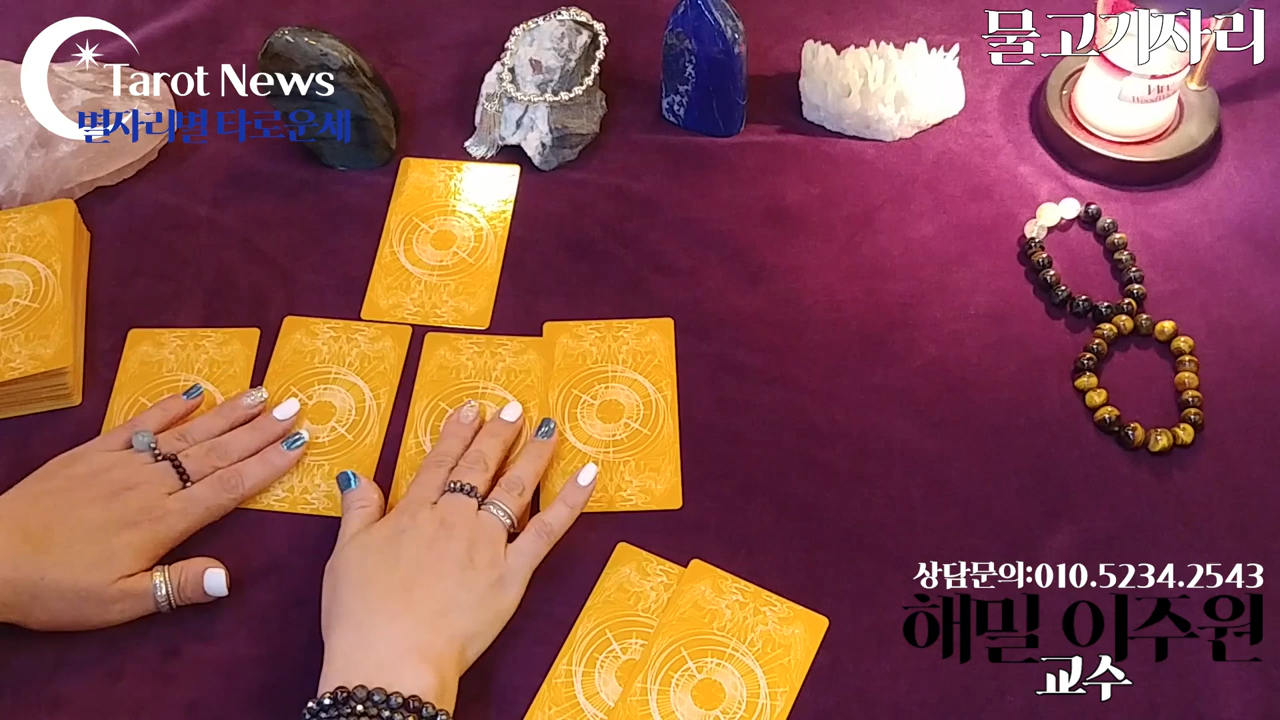 Tarot News
별자리별 타로운세
물고기자리
상담문의:010.5234.2543
해밀 이주원
교수